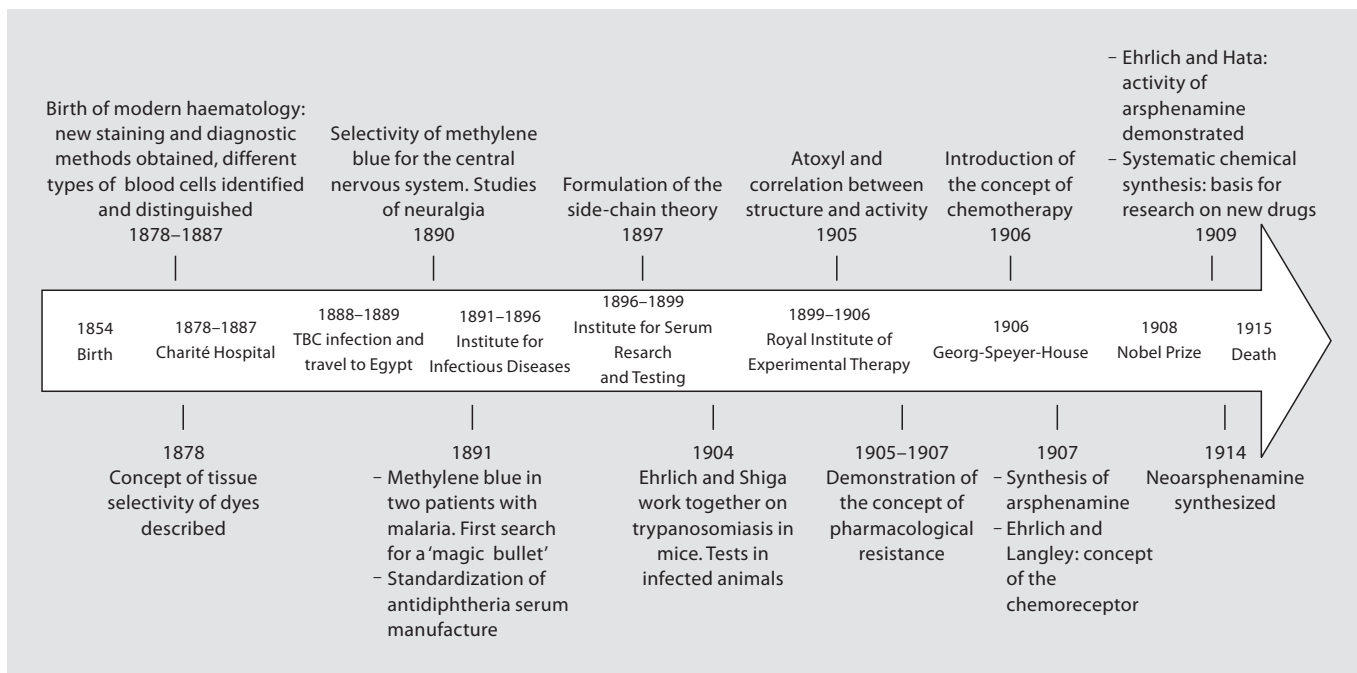 Birth of modern haematology:
new staining and diagnostic
methods obtained, different
types of blood cells identified
and distinguished
1878–1887
Selectivity of methylene
blue for the central
nervous system. Studies
of neuralgia
1890
Formulation of the
side-chain theory
1897
Atoxyl and
correlation between
structure and activity
1905
Introduction of
the concept of
chemotherapy
1906
– Ehrlich and Hata:
activity of
arsphenamine
demonstrated
– Systematic chemical
synthesis: basis for
research on new drugs
1909
1854
Birth
1878–1887
Charité Hospital
1888–1889
TBC infection and
travel to Egypt
1891–1896
Institute for
Infectious Diseases
1896–1899
Institute for Serum
Resarch
and Testing
1899–1906
Royal Institute of
Experimental Therapy
1906
Georg-Speyer-House
1908
Nobel Prize
1915
Death
1878
Concept of tissue
selectivity of dyes
described
1891
– Methylene blue in
two patients with
malaria. First search
for a ‘magic bullet’
– Standardization of
antidiphtheria serum
manufacture
1904
Ehrlich and Shiga
work together on
trypanosomiasis in
mice. Tests in
infected animals
1905–1907
Demonstration of
the concept of
pharmacological
resistance
1907
– Synthesis of
arsphenamine
– Ehrlich and
Langley: concept
of the
chemoreceptor
1914
Neoarsphenamine
synthesized